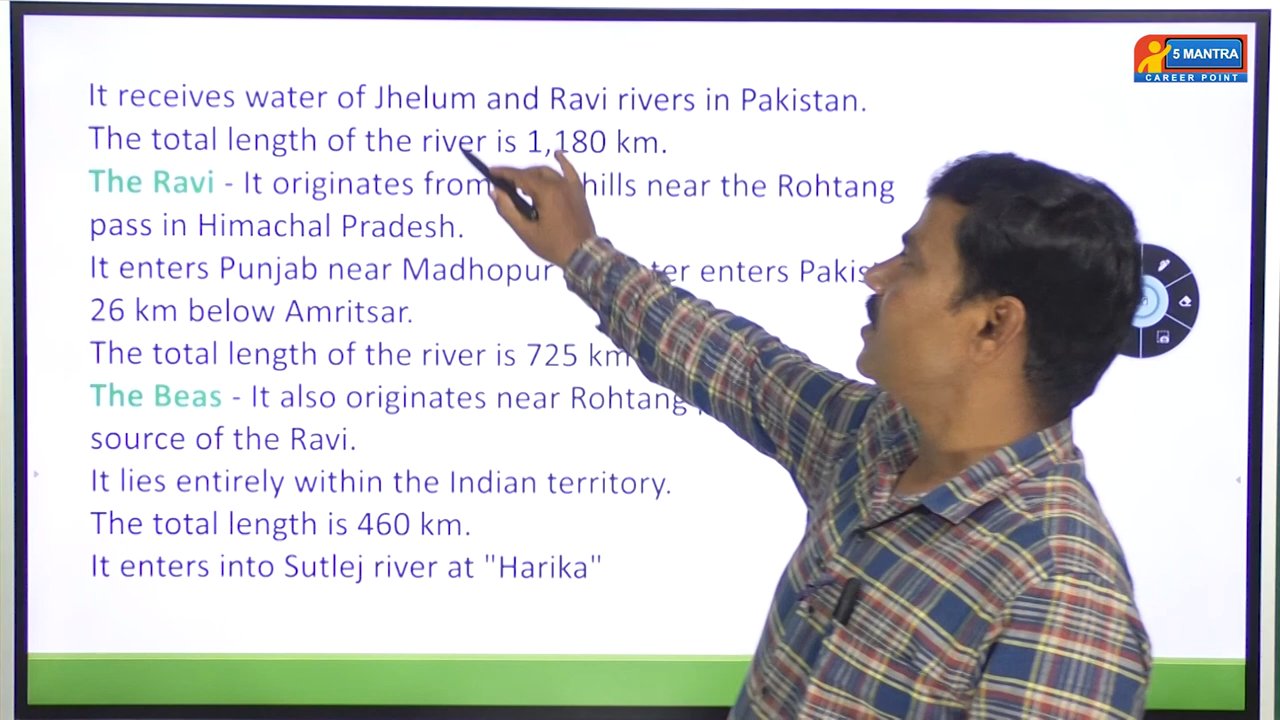 5 MANTRA
CAREER POINT
It receives water of Jhelum and Ravi rivers in Pakistan.
The total length of the river is 1,180 km.
The Ravi - It originates from hills near the Rohtang
pass in Himachal Pradesh.
It enters Punjab near Madhopur enters
26 km below Amritsar.
The total length of the river is 725 km
The Beas - It also originates near Rohtang
source of the Ravi.
It lies entirely within the Indian territory.
The total length is 460 km.
It enters into Sutlej river at "Harika"